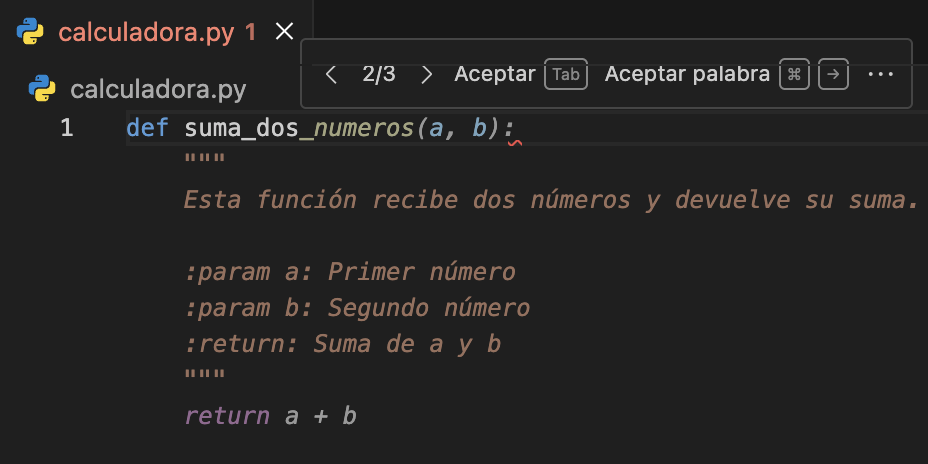 calculadora.py 1
2/3 Aceptar Tab Aceptar palabra ⌘ → ···
calculadora.py
1 def suma_dos_numeros(a, b):
"""
Esta función recibe dos números y devuelve su suma.
:param a: Primer número
:param b: Segundo número
:return: Suma de a y b
"""
return a + b